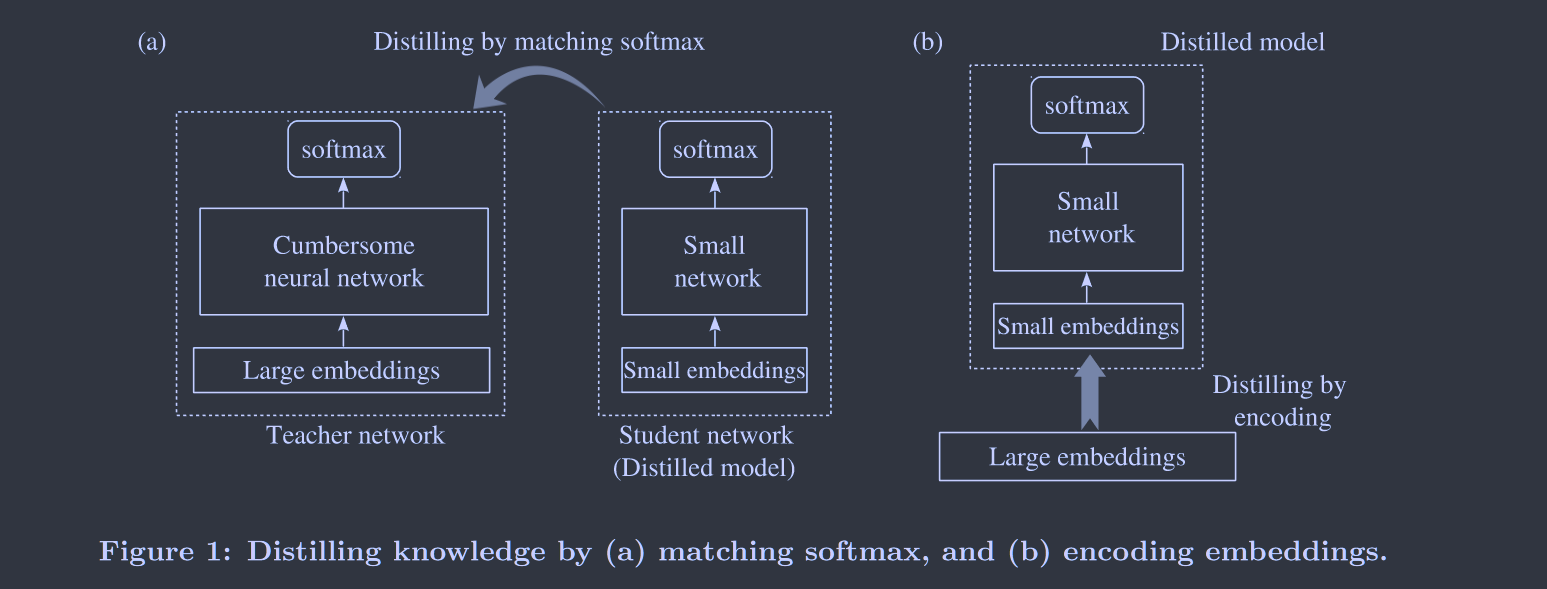 (a)
Distilling by matching softmax
softmax
Cumbersome
neural network
Large embeddings
Teacher network
softmax
Small
network
Small embeddings
Student network
(Distilled model)
(b)
Distilled model
softmax
Small
network
Small embeddings
Distilling by
encoding
Large embeddings
Figure 1: Distilling knowledge by (a) matching softmax, and (b) encoding embeddings.